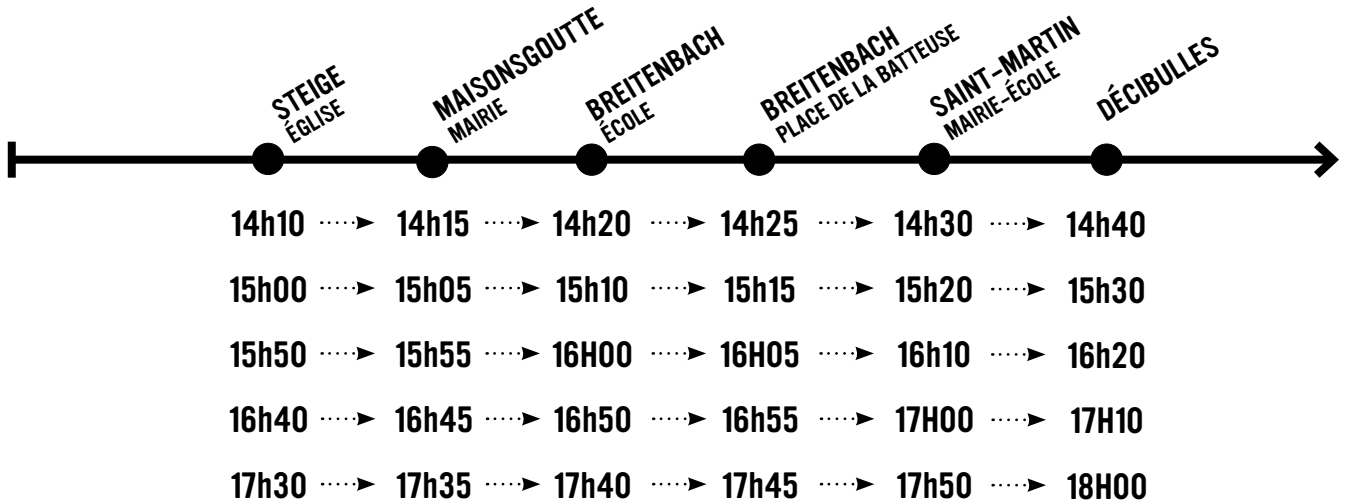 STEIGE
ÉGLISE
MAISONSGOUTTE
MAIRIE
BREITENBACH
ÉCOLE
BREITENBACH
PLACE DE LA BATTEUSE
SAINT-MARTIN
MAIRIE-ÉCOLE
DÉCIBULLES
14h10 14h15 14h20 14h25 14h30 14h40
15h00 15h05 15h10 15h15 15h20 15h30
15h50 15h55 16H00 16H05 16h10 16h20
16h40 16h45 16h50 16h55 17H00 17H10
17h30 17h35 17h40 17h45 17h50 18H00